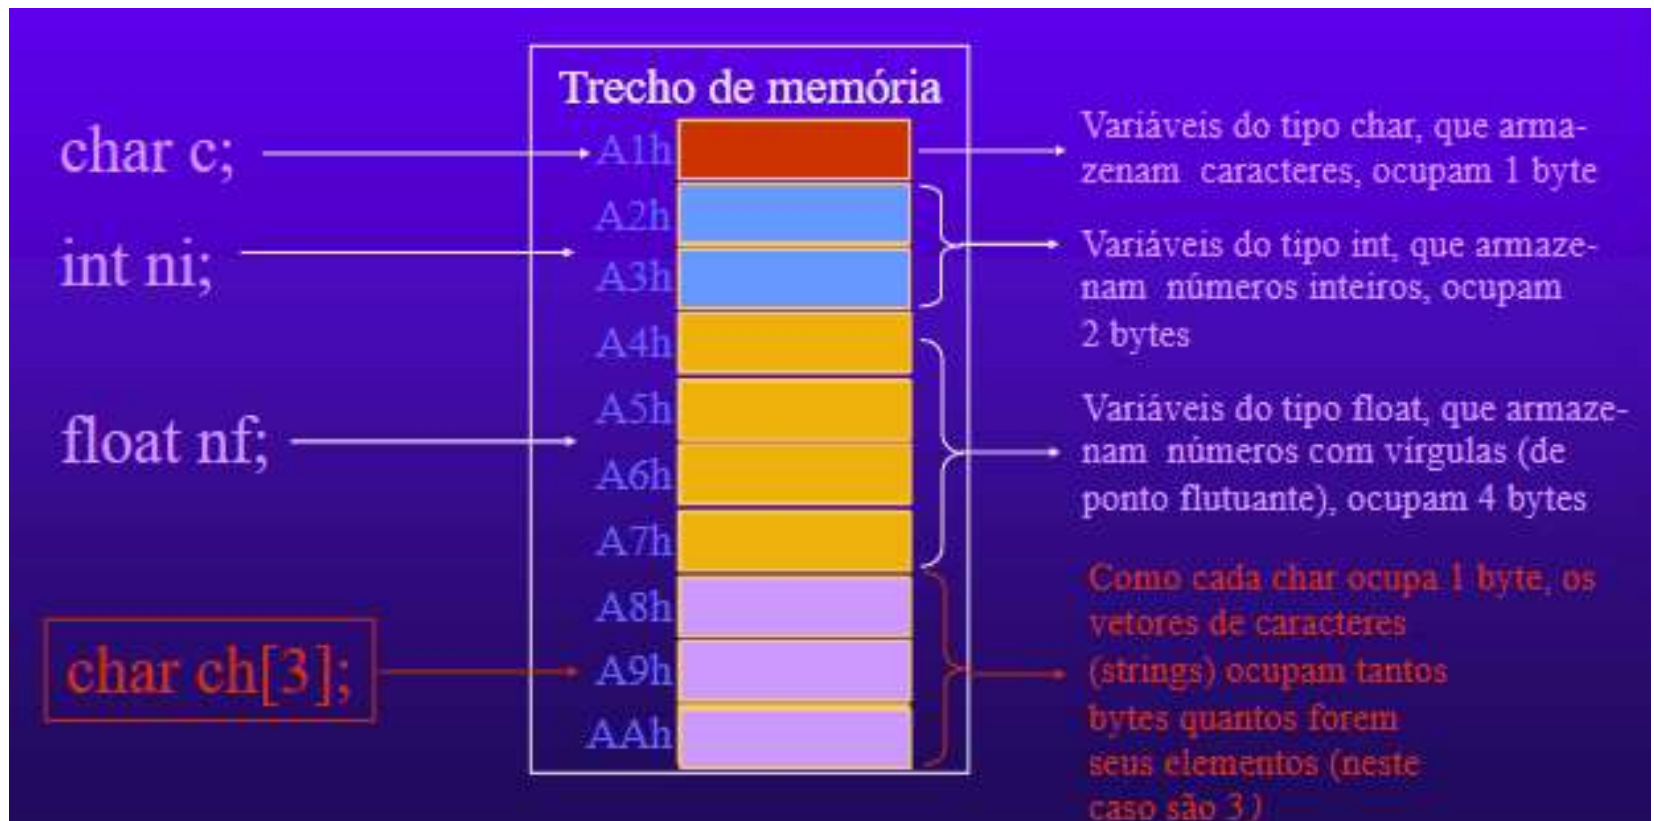 Trecho de memória
char c;
A1h
Variáveis do tipo char, que arma-
zenam caracteres, ocupam 1 byte
int ni;
A2h
A3h
Variáveis do tipo int, que armaze-
nam números inteiros, ocupam
2 bytes
float nf;
A4h
A5h
A6h
A7h
Variáveis do tipo float, que armaze-
nam números com vírgulas (de
ponto flutuante), ocupam 4 bytes
char ch[3];
A8h
A9h
AAh
Como cada char ocupa 1 byte, os
vetores de caracteres
(strings) ocupam tantos
bytes quantos forem
seus elementos (neste
caso são 3)